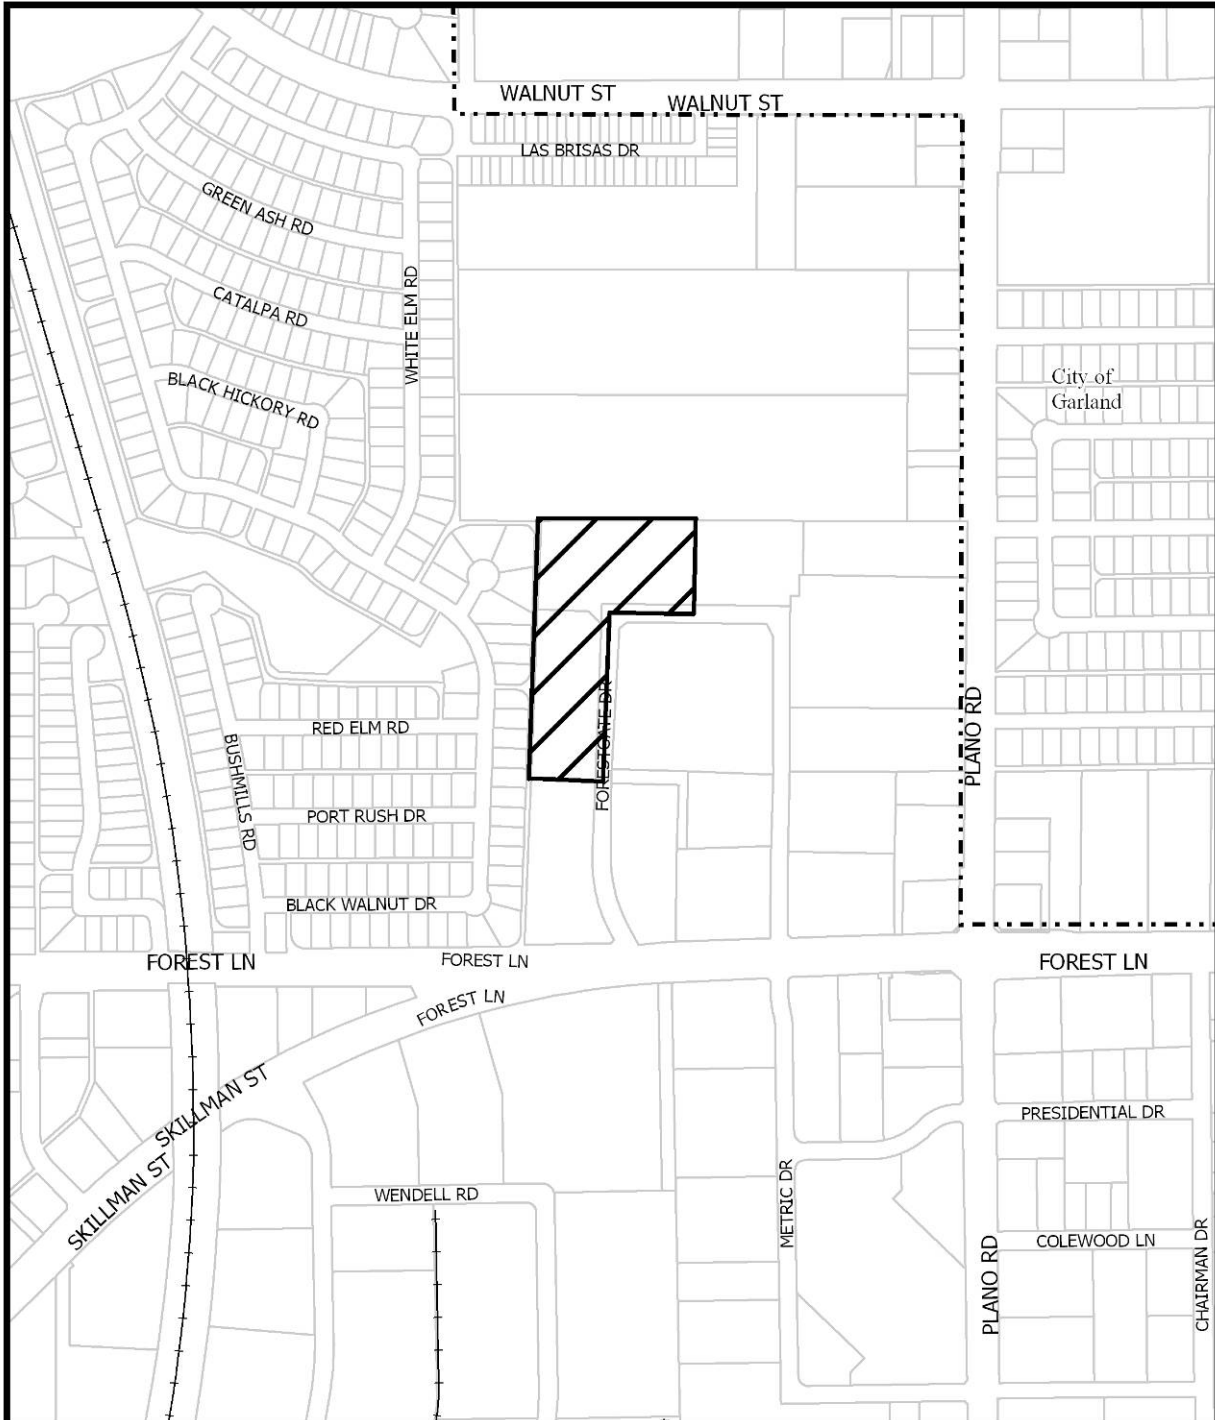 WALNUT ST
WALNUT ST
LAS BRISAS DR
GREEN ASH RD
WHITE ELM RD
CATALPA RD
BLACK HICKORY RD
City of
Garland
PLANO RD
FORESTGATE DR
RED ELM RD
BUSHMILLS RD
PORT RUSH DR
BLACK WALNUT DR
FOREST LN
FOREST LN
FOREST LN
FOREST LN
SKILLMAN ST
SKILLMAN ST
PRESIDENTIAL DR
WENDELL RD
METRIC DR
COLEWOOD LN
PLANO RD
CHAIRMAN DR